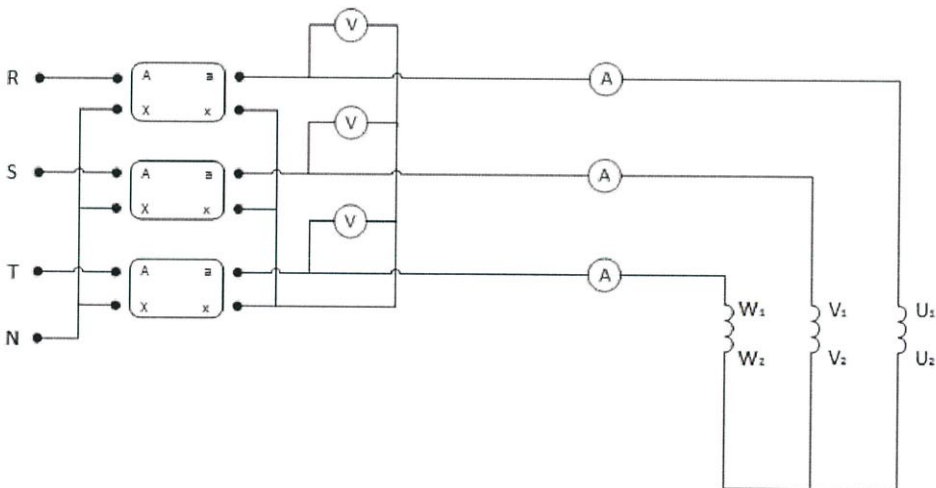 V
R A a A
X x
V
S A a A
X x
V
T A a A
X x
W₁ V₁ U₁
N
W₂ V₂ U₂